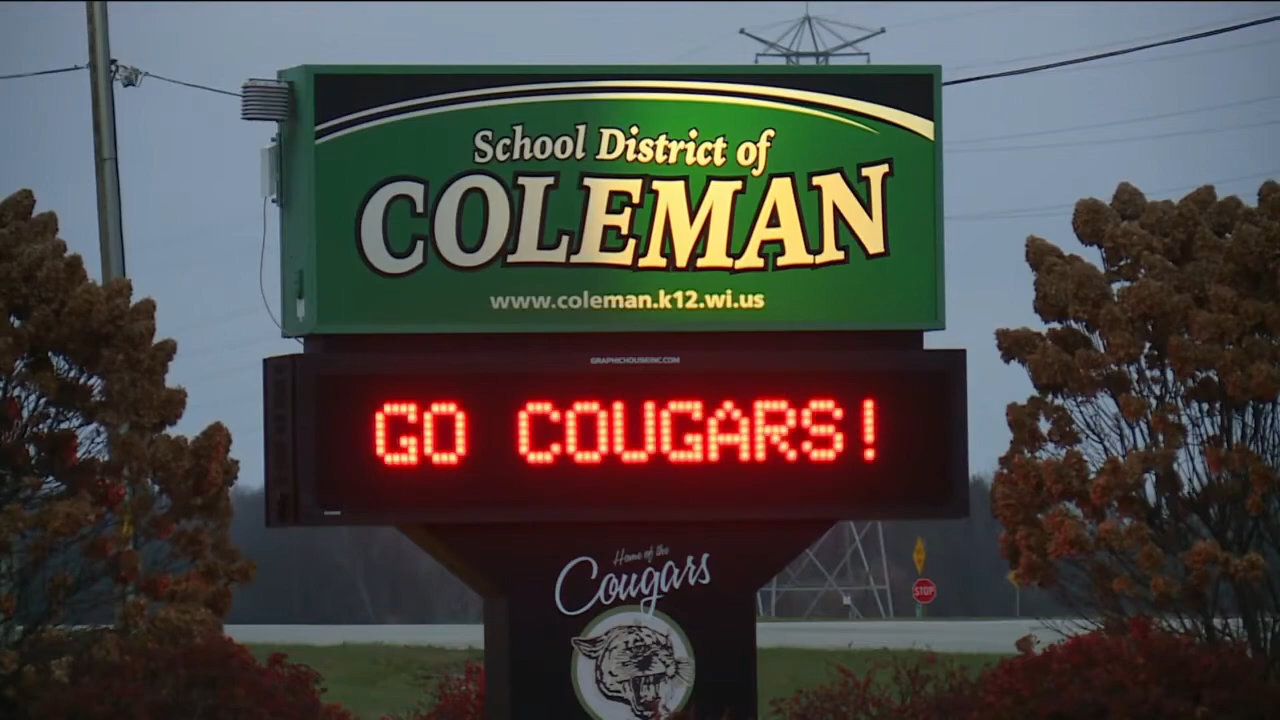 School District of
COLEMAN
www.coleman.k12.wi.us
GRAPHICHOUSEINC.COM
GO COUGARS!
Home of the
Cougars
STOP